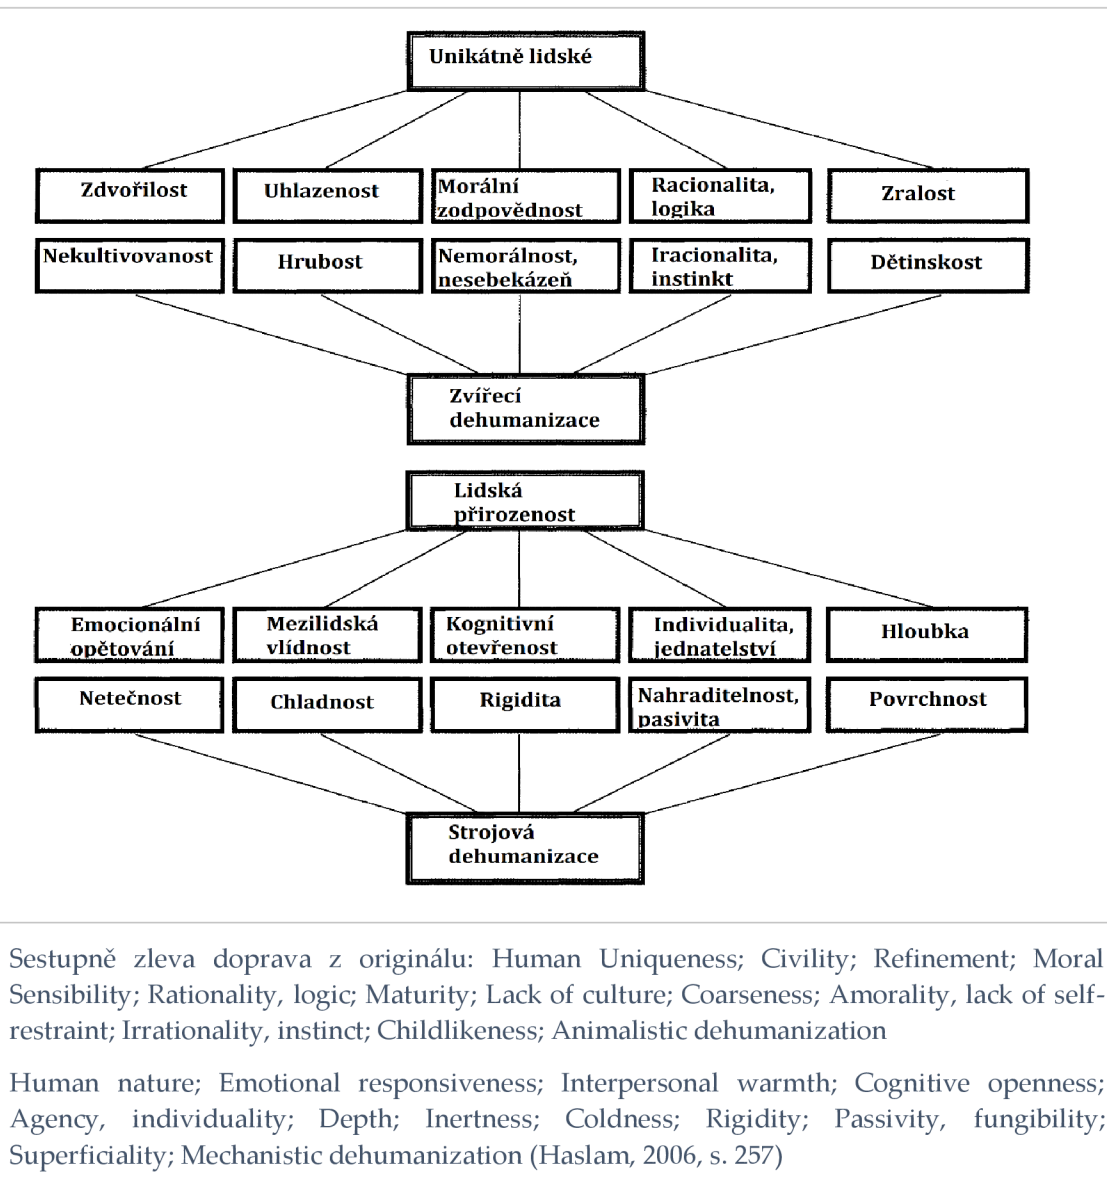 Unikátně lidské
Zdvořilost
Uhlazenost
Morální
zodpovědnost
Racionalita,
logika
Zralost
Nekultivovanost
Hrubost
Nemorálnost,
nesebekázeň
Iracionalita,
instinkt
Dětinskost
Zvířecí
dehumanizace
Lidská
přirozenost
Emocionální
opětování
Mezilidská
vlídnost
Kognitivní
otevřenost
Individualita,
jednatelství
Hloubka
Netečnost
Chladnost
Rigidita
Nahraditelnost,
pasivita
Povrchnost
Strojová
dehumanizace
Sestupně zleva doprava z originálu: Human Uniqueness; Civility; Refinement; Moral
Sensibility; Rationality, logic; Maturity; Lack of culture; Coarseness; Amorality, lack of self-
restraint; Irrationality, instinct; Childlikeness; Animalistic dehumanization
Human nature; Emotional responsiveness; Interpersonal warmth; Cognitive openness;
Agency, individuality; Depth; Inertness; Coldness; Rigidity; Passivity, fungibility;
Superficiality; Mechanistic dehumanization (Haslam, 2006, s. 257)